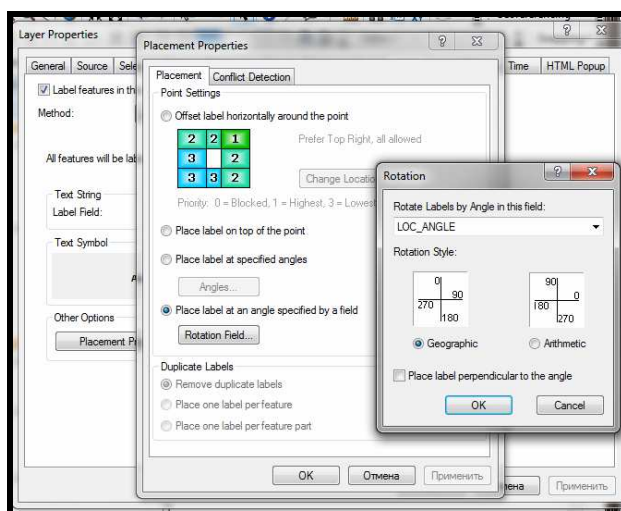 Layer Properties
General Source Sele
Time HTML Popup
Label features in th
Method:
All features will be lab
Text String
Label Field:
Text Symbol
Other Options
Placement Pr
Placement Properties
Placement Conflict Detection
Point Settings
Offset label horizontally around the point
2 2 1
3 2
3 3 2
Prefer Top Right, all allowed
Change Locatio
Priority: 0 = Blocked, 1 = Highest, 3 = Lowest
Place label on top of the point
Place label at specified angles
Angles...
Place label at an angle specified by a field
Rotation Field...
Duplicate Labels
Remove duplicate labels
Place one label per feature
Place one label per feature part
OK Отмена Применить
Rotation
Rotate Labels by Angle in this field:
LOC_ANGLE
Rotation Style:
0
90
270
180
90
0
180
270
Geographic Arithmetic
Place label perpendicular to the angle
OK Cancel
мена Применить